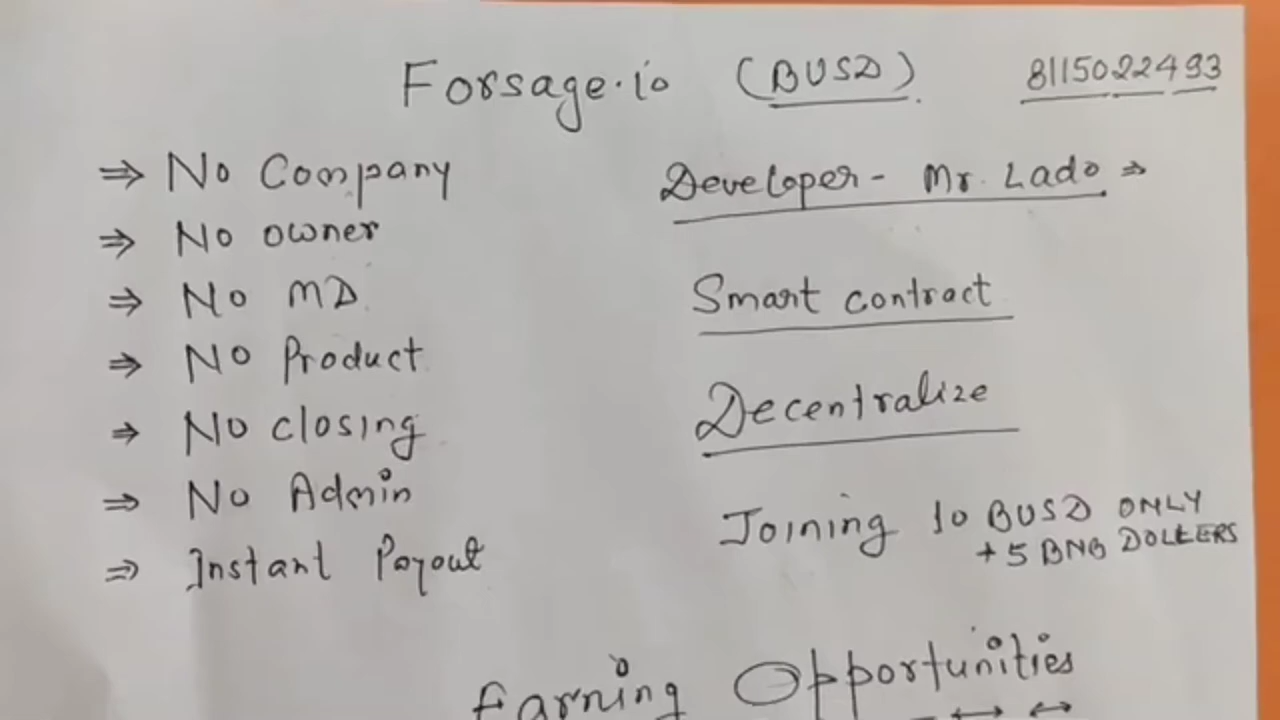 Forsage.io (BUSD) 8115022493
⇒ No Company
Developer - Mr. Lado ⇒
⇒ No owner
⇒ No MD
Smart contract
⇒ No Product
⇒ No closing
Decentralize
⇒ No Admin
Joining 10 BUSD ONLY
+ 5 BNB DOLLERS
⇒ Instant Payout
Earning Opportunities